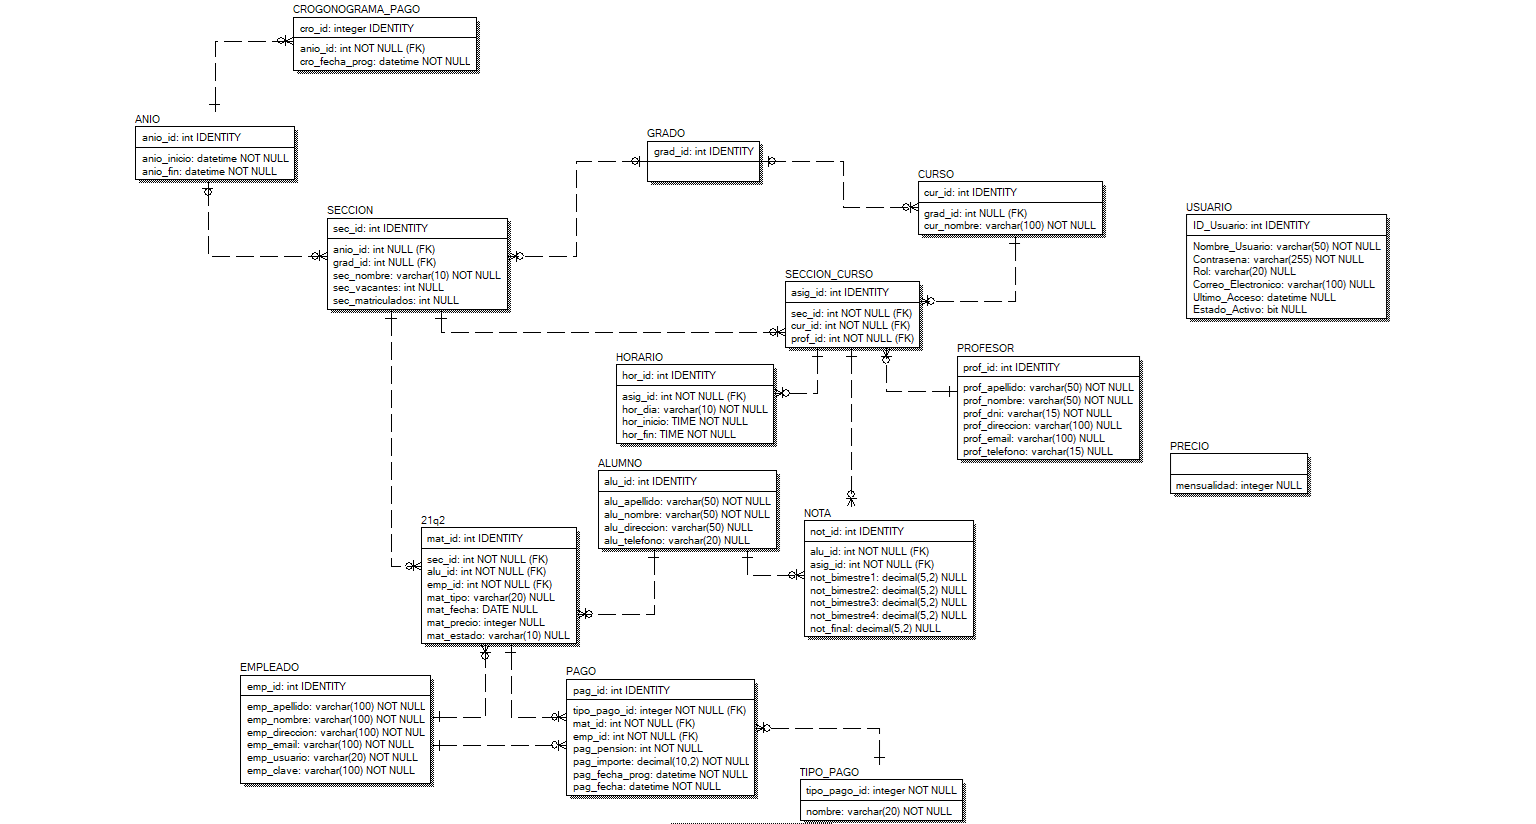 CROGONOGRAMA_PAGO
cro_id: integer IDENTITY
anio_id: int NOT NULL (FK)
cro_fecha_prog: datetime NOT NULL
ANIO
anio_id: int IDENTITY
anio_inicio: datetime NOT NULL
anio_fin: datetime NOT NULL
GRADO
grad_id: int IDENTITY
CURSO
cur_id: int IDENTITY
grad_id: int NULL (FK)
cur_nombre: varchar(100) NOT NULL
SECCION
sec_id: int IDENTITY
anio_id: int NULL (FK)
grad_id: int NULL (FK)
sec_nombre: varchar(10) NOT NULL
sec_vacantes: int NULL
sec_matriculados: int NULL
USUARIO
ID_Usuario: int IDENTITY
Nombre_Usuario: varchar(50) NOT NULL
Contrasena: varchar(255) NOT NULL
Rol: varchar(20) NULL
Correo_Electronico: varchar(100) NULL
Ultimo_Acceso: datetime NULL
Estado_Activo: bit NULL
SECCION_CURSO
asig_id: int IDENTITY
sec_id: int NOT NULL (FK)
cur_id: int NOT NULL (FK)
prof_id: int NOT NULL (FK)
HORARIO
hor_id: int IDENTITY
asig_id: int NOT NULL (FK)
hor_dia: varchar(10) NOT NULL
hor_inicio: TIME NOT NULL
hor_fin: TIME NOT NULL
PROFESOR
prof_id: int IDENTITY
prof_apellido: varchar(50) NOT NULL
prof_nombre: varchar(50) NOT NULL
prof_dni: varchar(15) NOT NULL
prof_direccion: varchar(100) NULL
prof_email: varchar(100) NULL
prof_telefono: varchar(15) NULL
PRECIO
mensualidad: integer NULL
ALUMNO
alu_id: int IDENTITY
alu_apellido: varchar(50) NOT NULL
alu_nombre: varchar(50) NOT NULL
alu_direccion: varchar(50) NULL
alu_telefono: varchar(20) NULL
NOTA
not_id: int IDENTITY
alu_id: int NOT NULL (FK)
asig_id: int NOT NULL (FK)
not_bimestre1: decimal(5,2) NULL
not_bimestre2: decimal(5,2) NULL
not_bimestre3: decimal(5,2) NULL
not_bimestre4: decimal(5,2) NULL
not_final: decimal(5,2) NULL
21q2
mat_id: int IDENTITY
sec_id: int NOT NULL (FK)
alu_id: int NOT NULL (FK)
emp_id: int NOT NULL (FK)
mat_tipo: varchar(20) NULL
mat_fecha: DATE NULL
mat_precio: integer NULL
mat_estado: varchar(10) NULL
EMPLEADO
emp_id: int IDENTITY
emp_apellido: varchar(100) NOT NULL
emp_nombre: varchar(100) NOT NULL
emp_direccion: varchar(100) NOT NUL
emp_email: varchar(100) NOT NULL
emp_usuario: varchar(20) NOT NULL
emp_clave: varchar(100) NOT NULL
PAGO
pag_id: int IDENTITY
tipo_pago_id: integer NOT NULL (FK)
mat_id: int NOT NULL (FK)
emp_id: int NOT NULL (FK)
pag_pension: int NOT NULL
pag_importe: decimal(10,2) NOT NULL
pag_fecha_prog: datetime NOT NULL
pag_fecha: datetime NOT NULL
TIPO_PAGO
tipo_pago_id: integer NOT NULL
nombre: varchar(20) NOT NULL